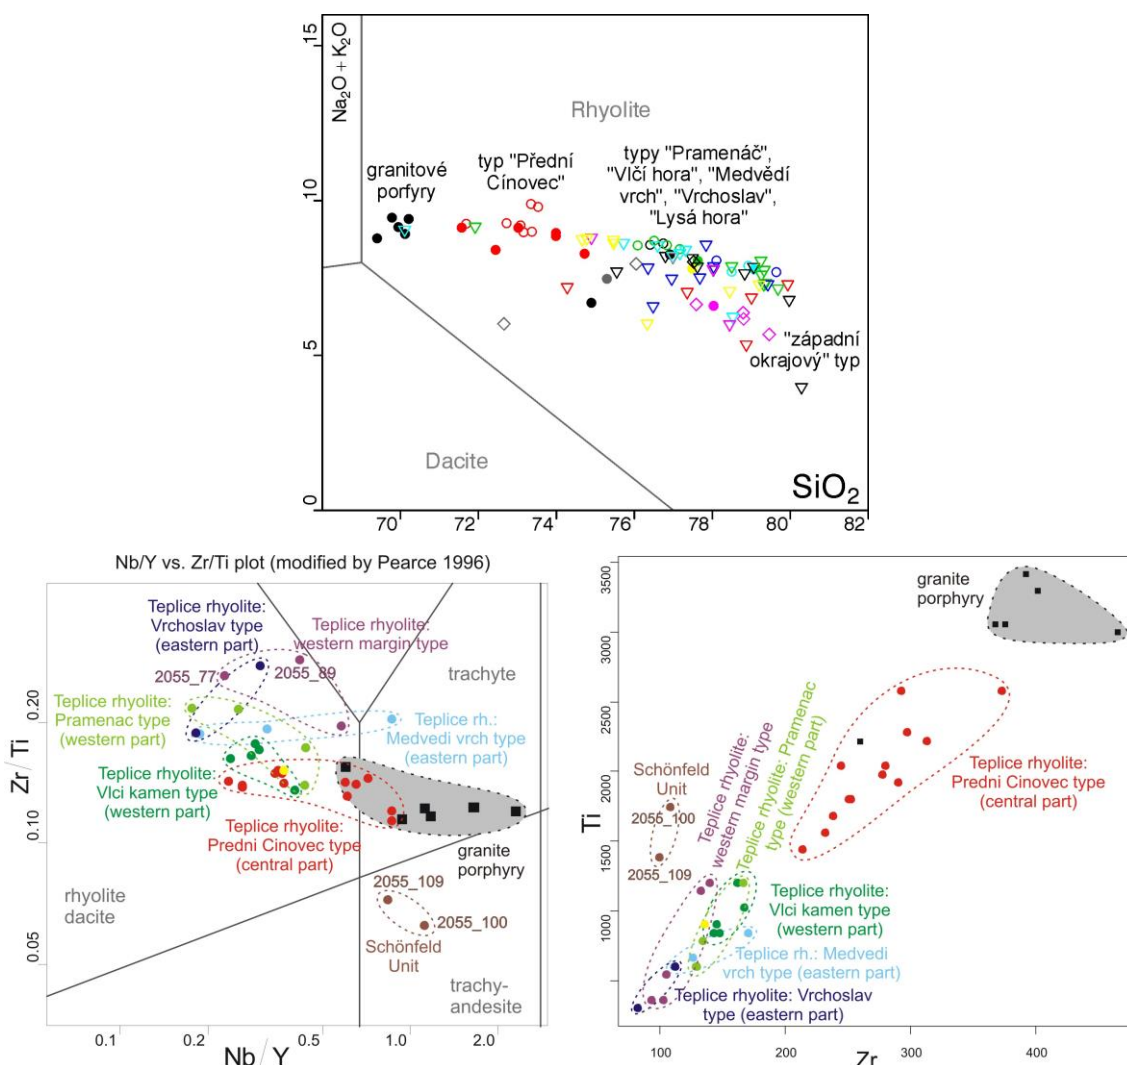 Na2O + K2O
15
10
5
0
Rhyolite
granitové
porfyry
typ "Přední
Cínovec"
typy "Pramenáč",
"Vlčí hora", "Medvědí
vrch", "Vrchoslav",
"Lysá hora"
"západní
okrajový" typ
Dacite
SiO2
70
72
74
76
78
80
82
Nb/Y vs. Zr/Ti plot (modified by Pearce 1996)
Teplice rhyolite:
Vrchoslav type
(eastern part)
Teplice rhyolite:
western margin type
2055_77
2055_89
trachyte
Teplice rhyolite:
Pramenac type
(western part)
Teplice rh.:
Medvedi vrch type
(eastern part)
Teplice rhyolite:
Vlci kamen type
(western part)
Teplice rhyolite:
Predni Cinovec type
(central part)
granite
porphyry
rhyolite
dacite
2055_109
2055_100
Schönfeld
Unit
trachy-
andesite
Zr/Ti
0.20
0.10
0.05
0.1
0.2
0.5
1.0
2.0
Nb/Y
Ti
3500
3000
2500
2000
1500
1000
granite
porphyry
Teplice rhyolite:
Predni Cinovec type
(central part)
Schönfeld
Unit
2055_100
2055_109
Teplice rhyolite:
western margin type
Teplice rhyolite: Pramenac
type (western part)
Teplice rhyolite:
Vlci kamen type
(western part)
Teplice rh.: Medvedi
vrch type (eastern part)
Teplice rhyolite: Vrchoslav
type (eastern part)
100
200
300
400
Zr